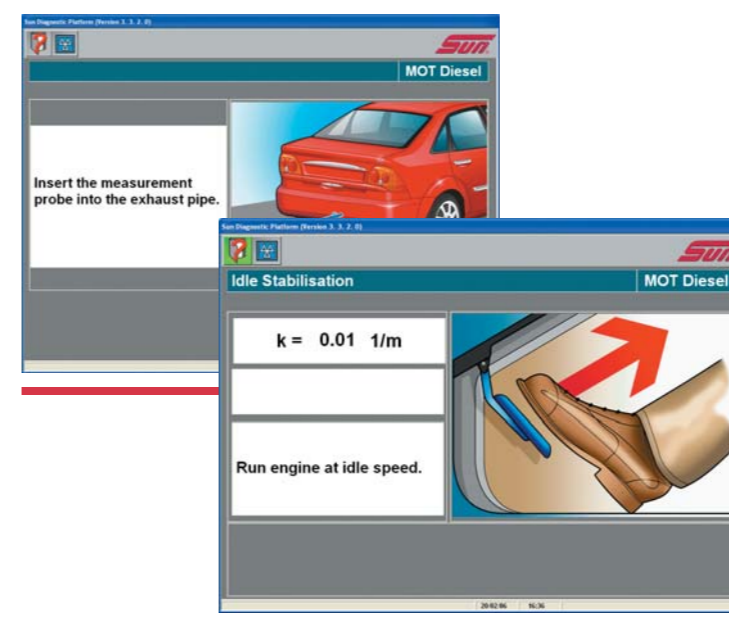 Sun Diagnostic Platform (Version 3. 3. 2. 0)
Sun
MOT Diesel
Insert the measurement
probe into the exhaust pipe.
Sun Diagnostic Platform (Version 3. 3. 2. 0)
Sun
Idle Stabilisation
MOT Diesel
k = 0.01 1/m
Run engine at idle speed.
20/02/06 16:36